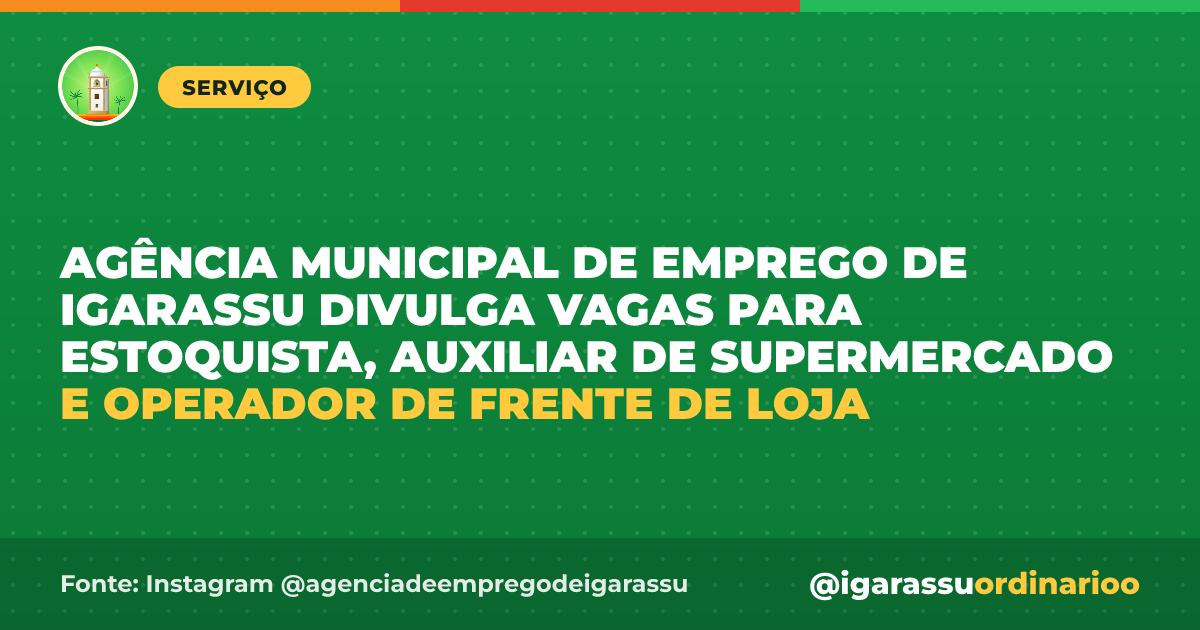 SERVIÇO
AGÊNCIA MUNICIPAL DE EMPREGO DE
IGARASSU DIVULGA VAGAS PARA
ESTOQUISTA, AUXILIAR DE SUPERMERCADO
E OPERADOR DE FRENTE DE LOJA
Fonte: Instagram @agenciadeempregodeigarassu
@igarassuordinarioo